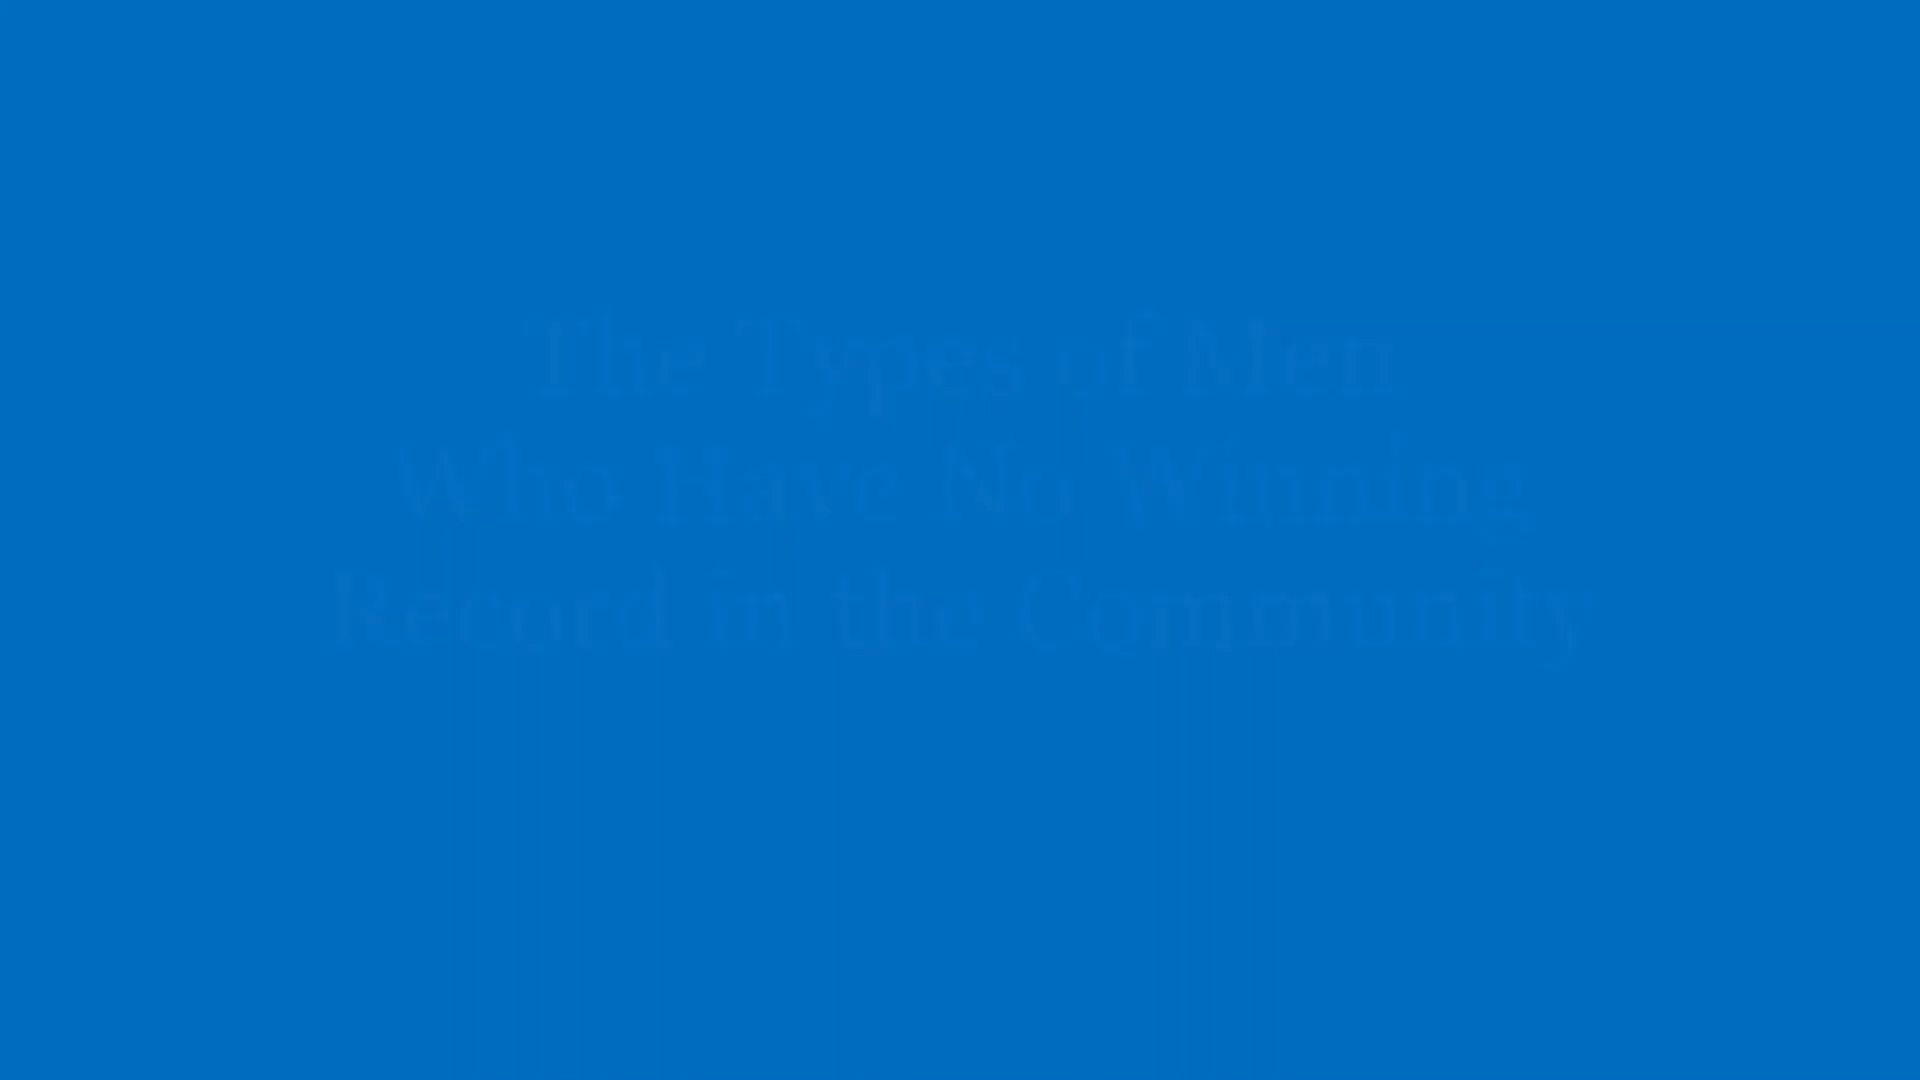 The Types of Men
Who Have No Winning
Record in the Community